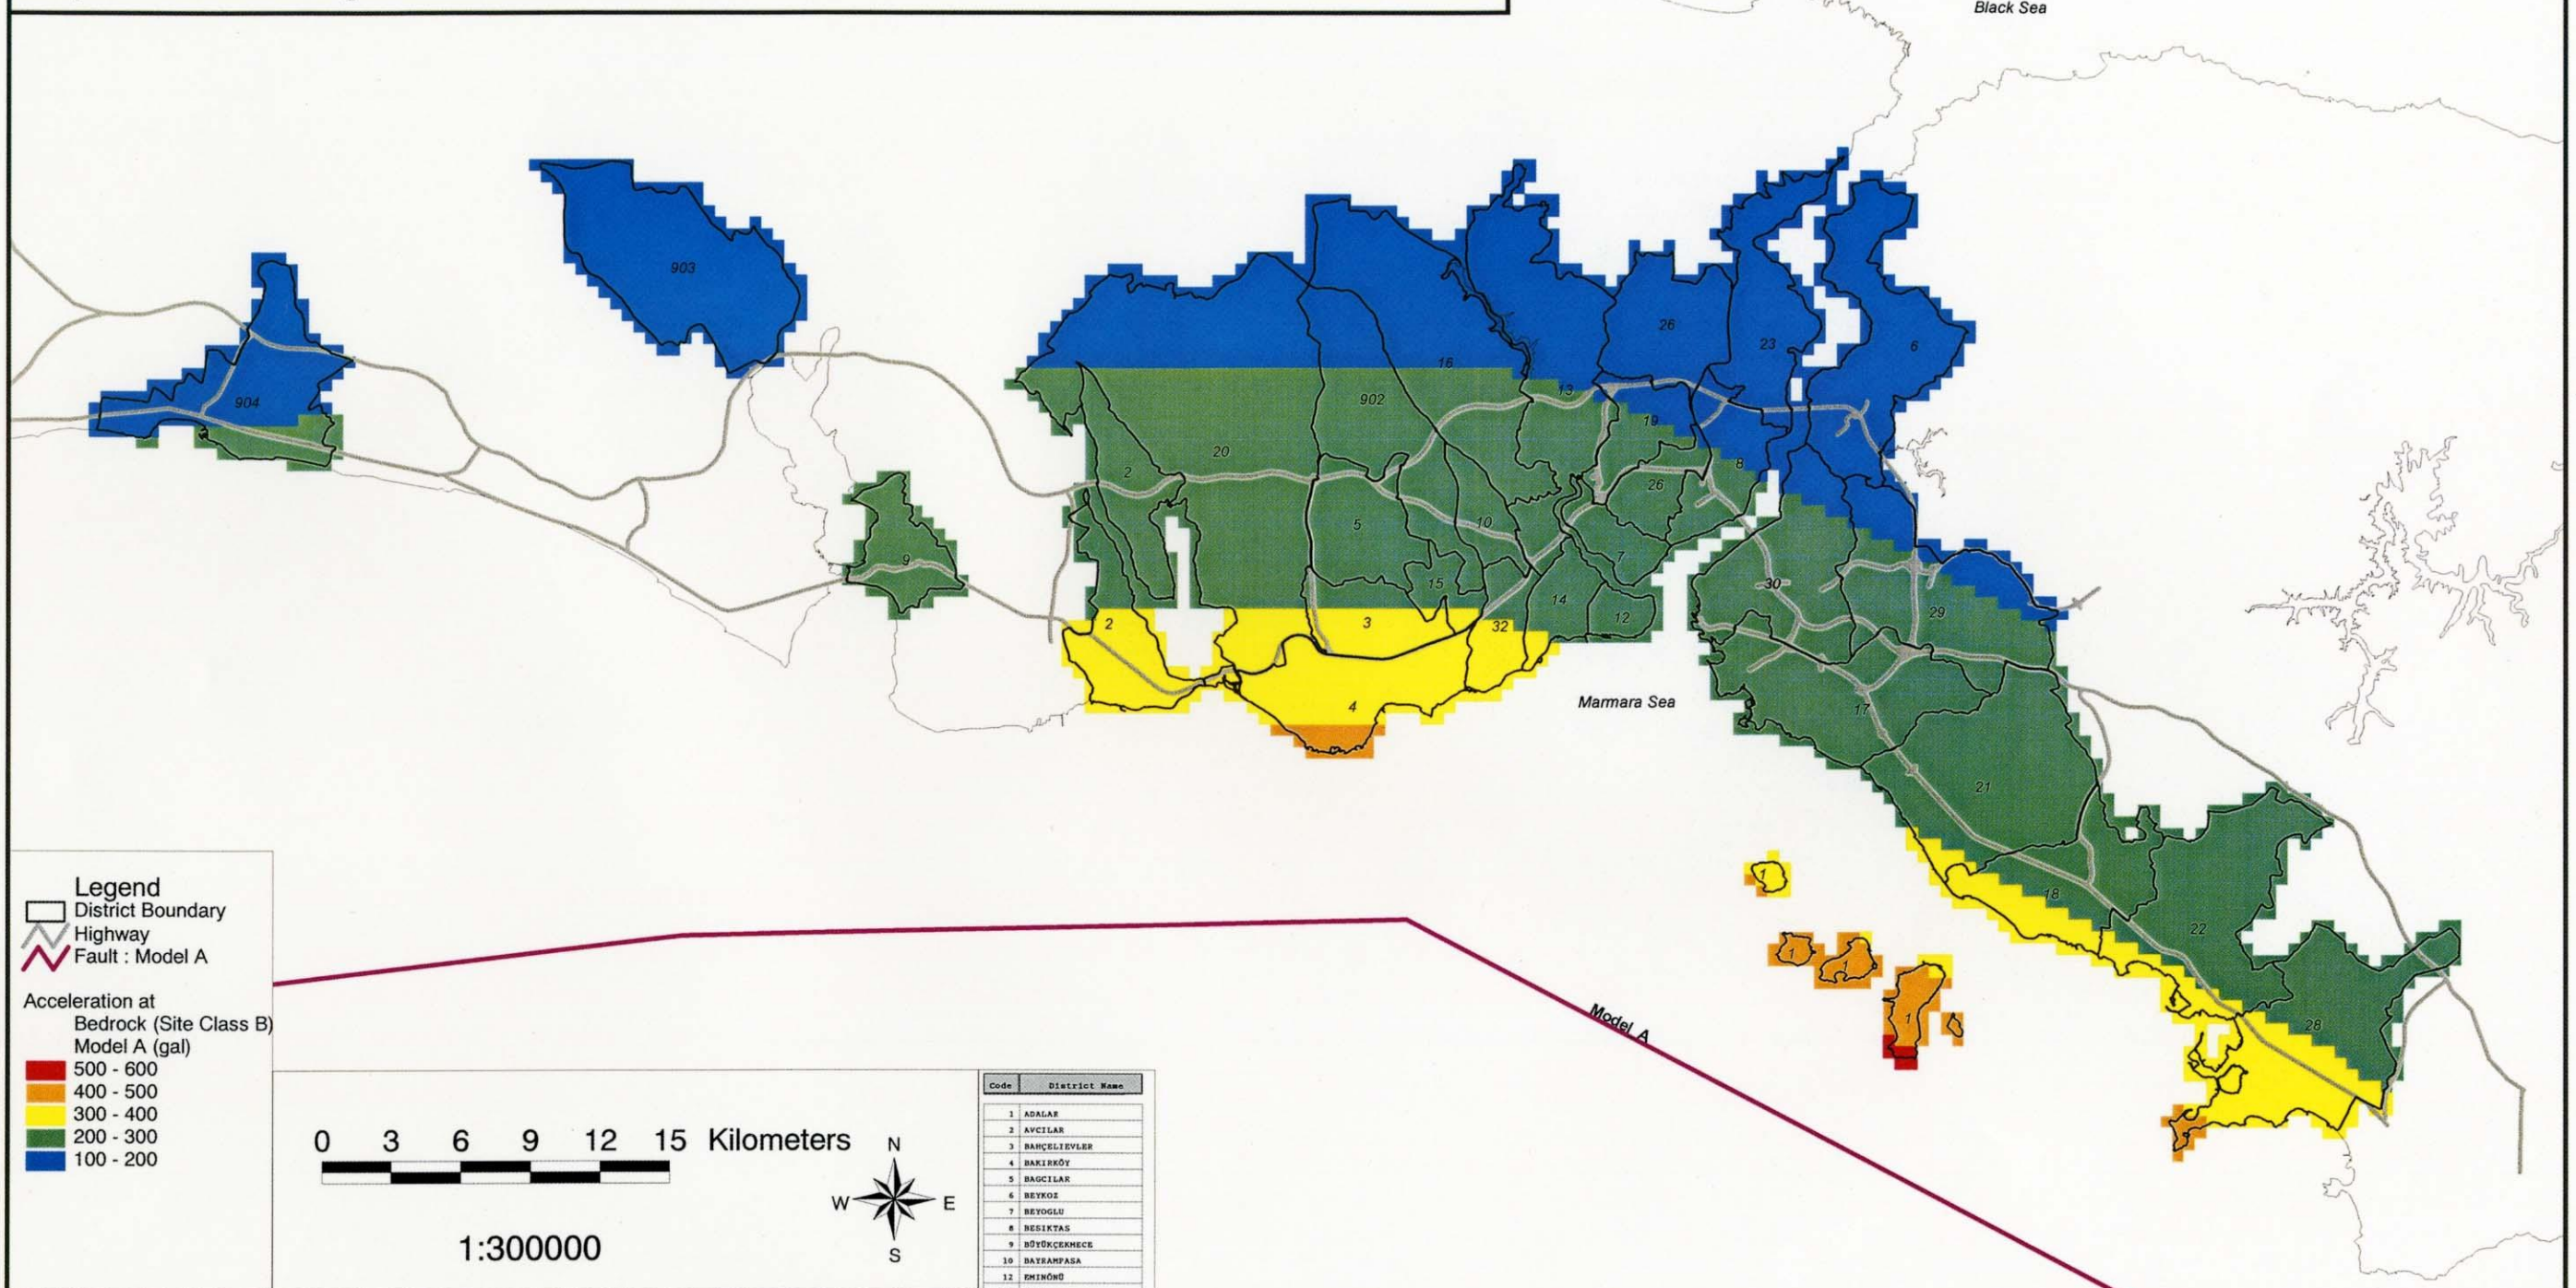 Black Sea
903
26
23
6
16
904
902
13
19
20
8
2
26
5
10
9
7
15
30
14
12
29
2
3
32
Marmara Sea
4
17
21
1
18
22
1
1
1
28
Model A
Legend
District Boundary
Highway
Fault : Model A
Acceleration at
Bedrock (Site Class B)
Model A (gal)
500 - 600
400 - 500
300 - 400
200 - 300
100 - 200
0 3 6 9 12 15 Kilometers
1:300000
N
W E
S
Code District Name
1 ADALAR
2 AVCILAR
3 BAHÇELIEVLER
4 BAKIRKÖY
5 BAGCILAR
6 BEYKOZ
7 BEYOGLU
8 BESIKTAS
9 BÜYÜKÇEKMECE
10 BAYRAMPASA
12 EMINÖNÜ